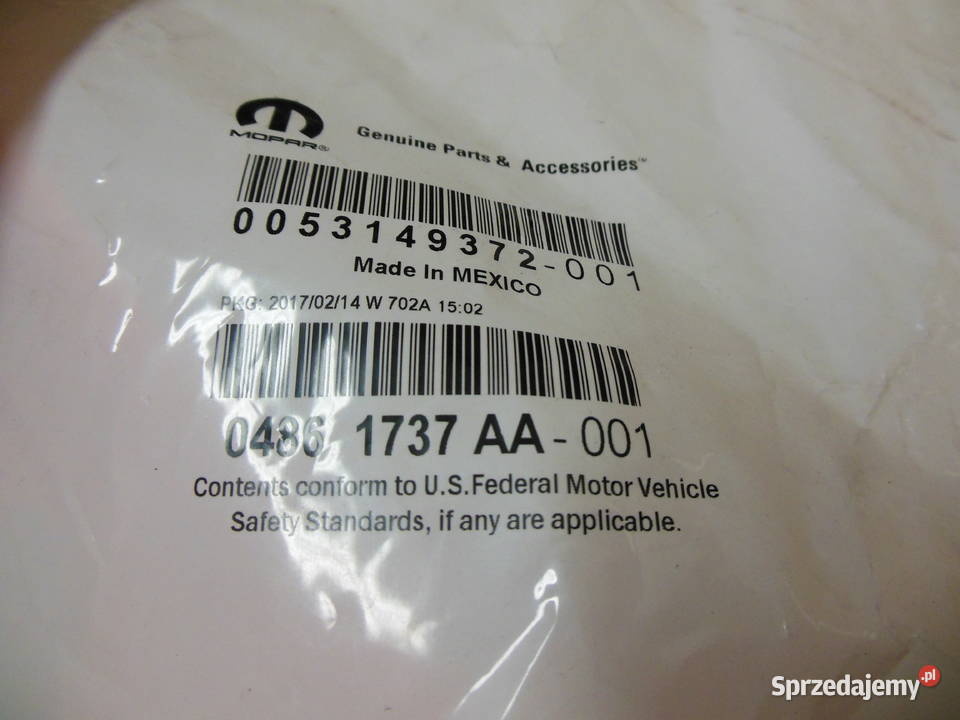 MOPAR®
Genuine Parts & Accessories™
0053149372-001
Made In MEXICO
PKG: 2017/02/14 W 702A 15:02
0486 1737 AA - 001
Contents conform to U.S.Federal Motor Vehicle
Safety Standards, if any are applicable.
Sprzedajemy.pl